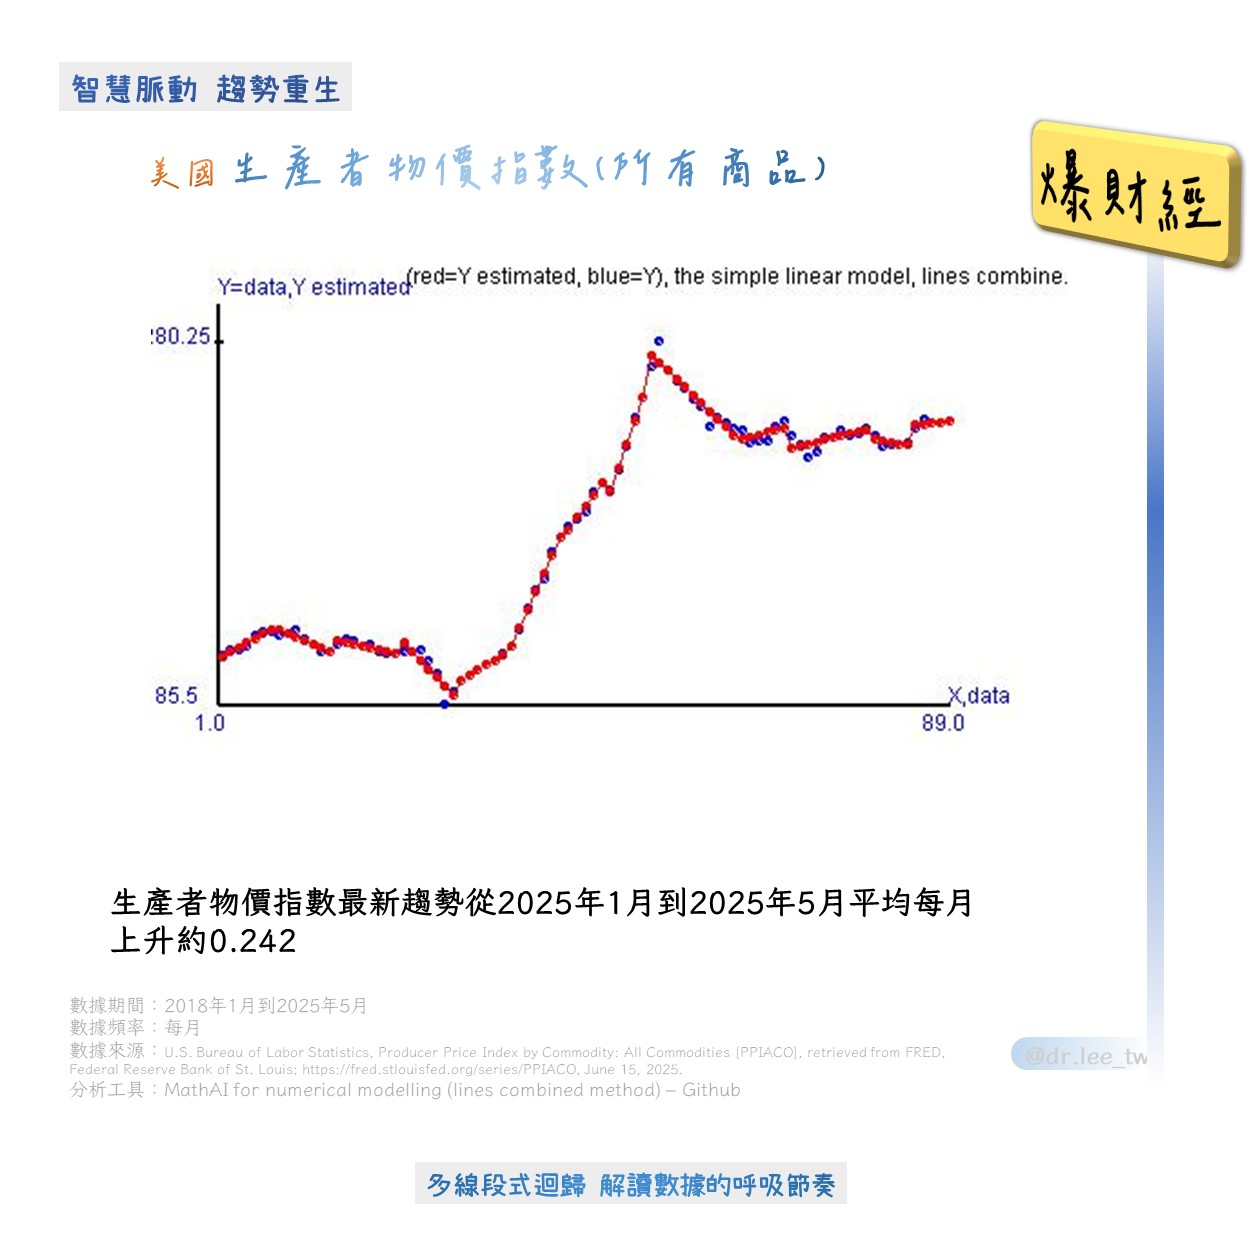 智慧脈動 趨勢重生
美國生產者物價指數(所有商品)
爆財經
(red=Y estimated, blue=Y), the simple linear model, lines combine.
Y=data,Y estimated
:80.25
85.5
X,data
1.0
89.0
生產者物價指數最新趨勢從2025年1月到2025年5月平均每月
上升約0.242
數據期間：2018年1月到2025年5月
數據頻率：每月
數據來源：U.S. Bureau of Labor Statistics, Producer Price Index by Commodity: All Commodities [PPIACO], retrieved from FRED,
Federal Reserve Bank of St. Louis; https://fred.stlouisfed.org/series/PPIACO, June 15, 2025.
分析工具：MathAI for numerical modelling (lines combined method) – Github
@dr.lee_tw
多線段式迴歸 解讀數據的呼吸節奏